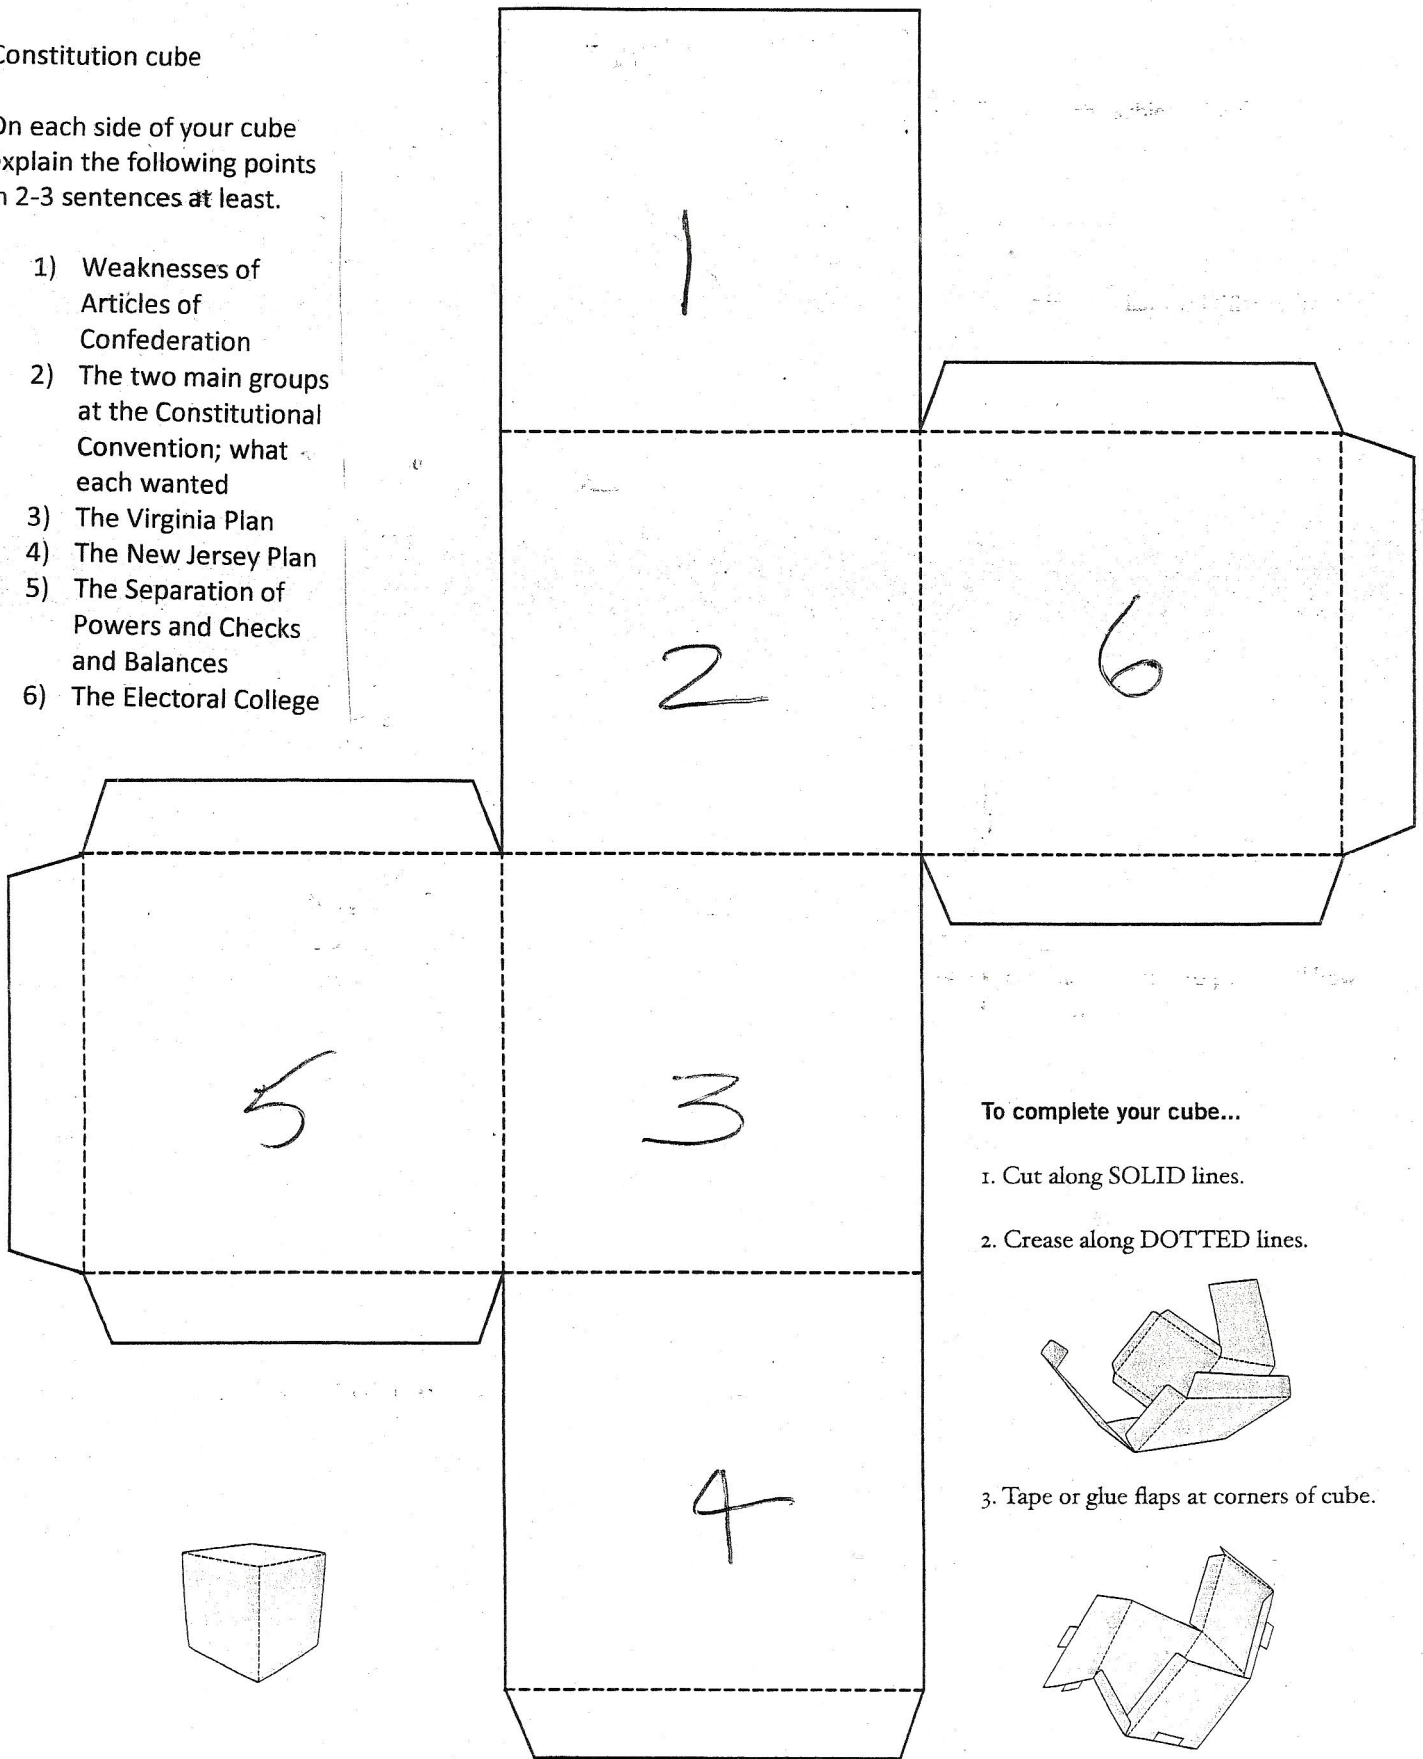 Constitution cube
On each side of your cube
explain the following points
in 2-3 sentences at least.
1) Weaknesses of
Articles of
Confederation
2) The two main groups
at the Constitutional
Convention; what
each wanted
3) The Virginia Plan
4) The New Jersey Plan
5) The Separation of
Powers and Checks
and Balances
6) The Electoral College
1
2
6
5
3
4
To complete your cube...
1. Cut along SOLID lines.
2. Crease along DOTTED lines.
3. Tape or glue flaps at corners of cube.